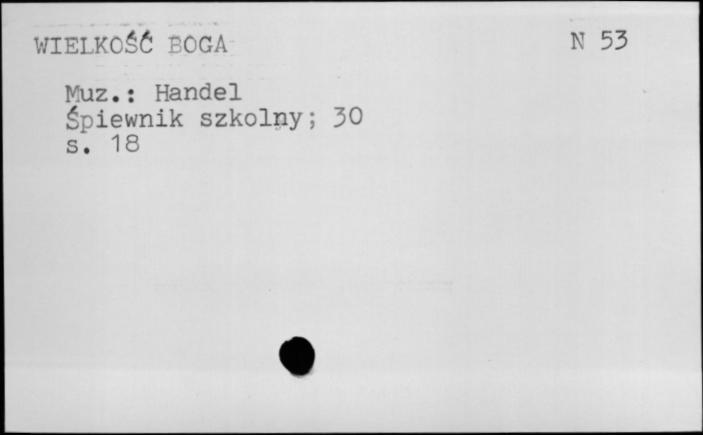 WIELKOŚĆ BOGA N 53
Muz.: Handel
Śpiewnik szkolny; 30
s. 18